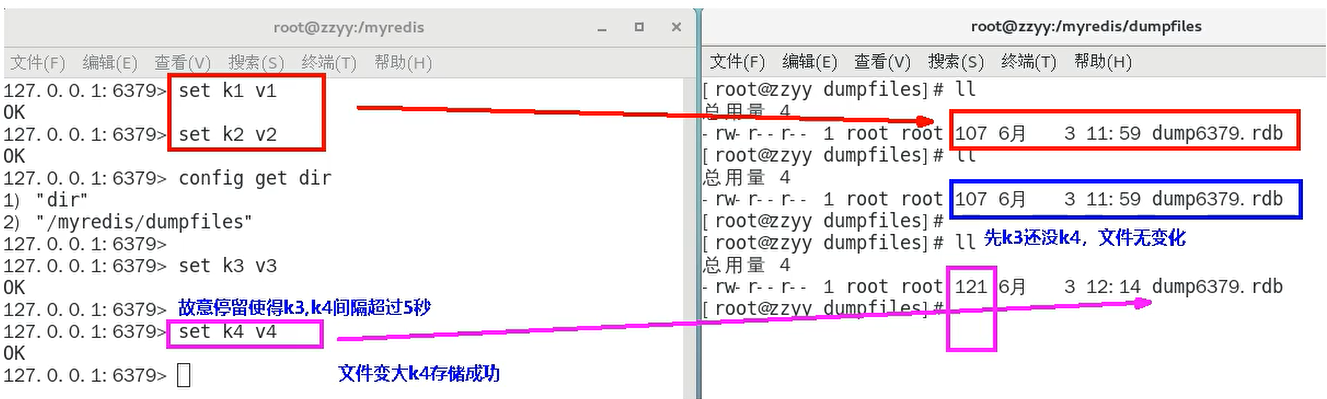 root@zzyy:/myredis
文件(F) 编辑(E) 查看(V) 搜索(S) 终端(T) 帮助(H)
127.0.0.1:6379> set k1 v1
OK
127.0.0.1:6379> set k2 v2
OK
127.0.0.1:6379> config get dir
1) "dir"
2) "/myredis/dumpfiles"
127.0.0.1:6379>
127.0.0.1:6379> set k3 v3
OK
127.0.0.1:6379> 故意停留使得k3,k4间隔超过5秒
127.0.0.1:6379> set k4 v4
OK
127.0.0.1:6379>
文件变大k4存储成功
root@zzyy:/myredis/dumpfiles
文件(F) 编辑(E) 查看(V) 搜索(S) 终端(T) 帮助(H)
[root@zzyy dumpfiles]# ll
总用量 4
-rw-r--r-- 1 root root 107 6月 3 11:59 dump6379.rdb
[root@zzyy dumpfiles]# ll
总用量 4
-rw-r--r-- 1 root root 107 6月 3 11:59 dump6379.rdb
[root@zzyy dumpfiles]#
[root@zzyy dumpfiles]# ll 先k3还没k4，文件无变化
总用量 4
-rw-r--r-- 1 root root 121 6月 3 12:14 dump6379.rdb
[root@zzyy dumpfiles]#